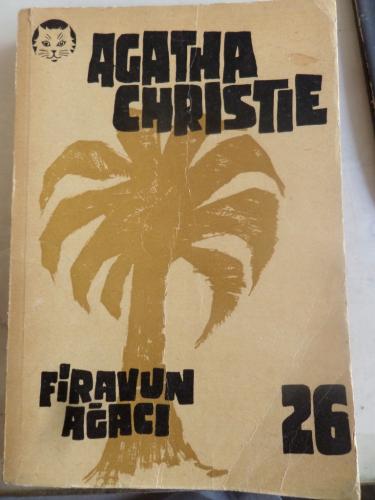 AGATHA
CHRISTIE
FİRAVUN
AĞACI
26